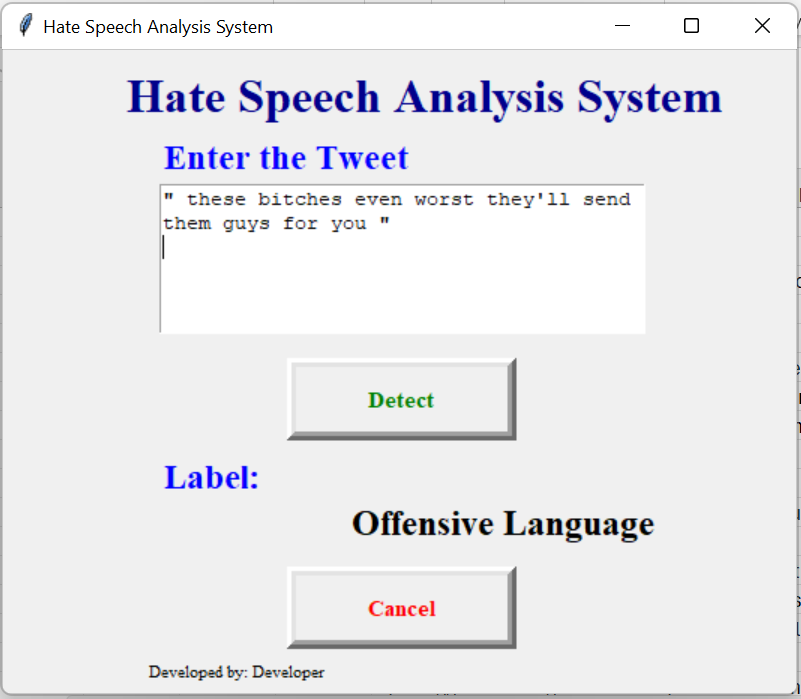 Hate Speech Analysis System
Hate Speech Analysis System
Enter the Tweet
" these bitches even worst they'll send
them guys for you "
Detect
Label:
Offensive Language
Cancel
Developed by: Developer